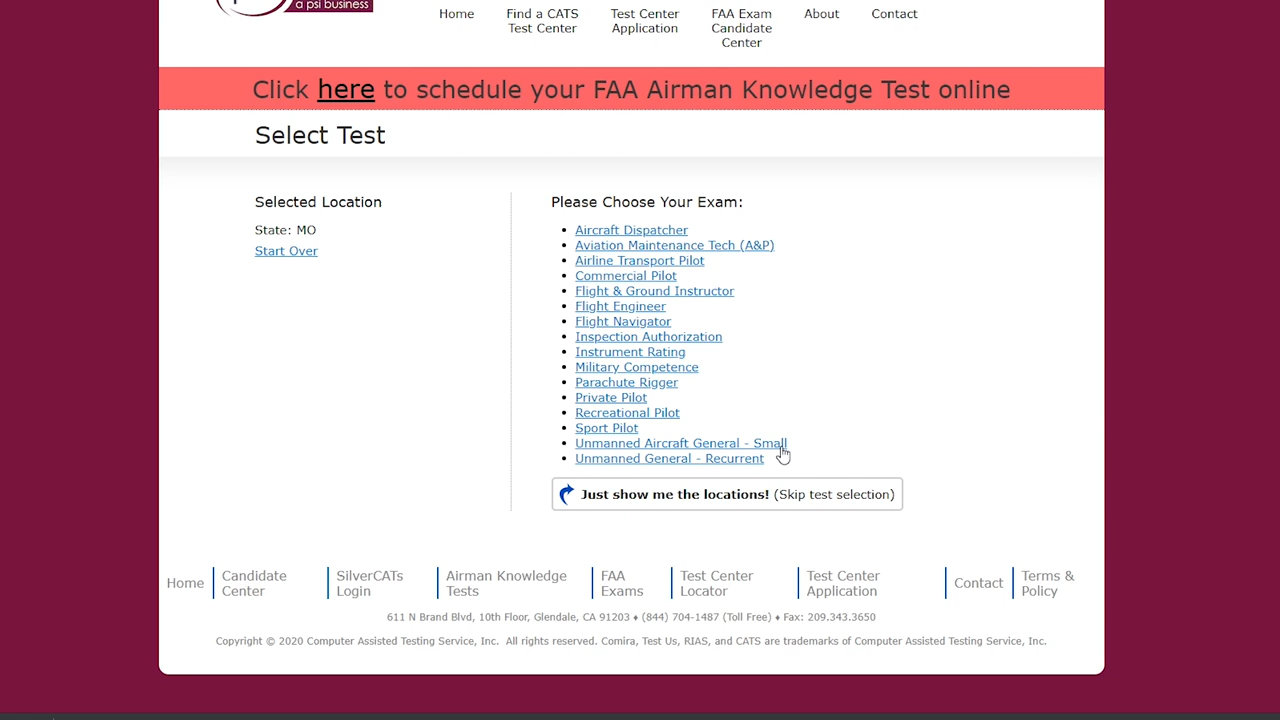 a psi business
Home
Find a CATS
Test Center
Test Center
Application
FAA Exam
Candidate
Center
About
Contact
Click here to schedule your FAA Airman Knowledge Test online
Select Test
Selected Location
State: MO
Start Over
Please Choose Your Exam:
Aircraft Dispatcher
Aviation Maintenance Tech (A&P)
Airline Transport Pilot
Commercial Pilot
Flight & Ground Instructor
Flight Engineer
Flight Navigator
Inspection Authorization
Instrument Rating
Military Competence
Parachute Rigger
Private Pilot
Recreational Pilot
Sport Pilot
Unmanned Aircraft General - Small
Unmanned General - Recurrent
Just show me the locations! (Skip test selection)
Home
Candidate
Center
SilverCATs
Login
Airman Knowledge
Tests
FAA
Exams
Test Center
Locator
Test Center
Application
Contact
Terms &
Policy
611 N Brand Blvd, 10th Floor, Glendale, CA 91203 ♦ (844) 704-1487 (Toll Free) ♦ Fax: 209.343.3650
Copyright © 2020 Computer Assisted Testing Service, Inc. All rights reserved. Comira, Test Us, RIAS, and CATS are trademarks of Computer Assisted Testing Service, Inc.